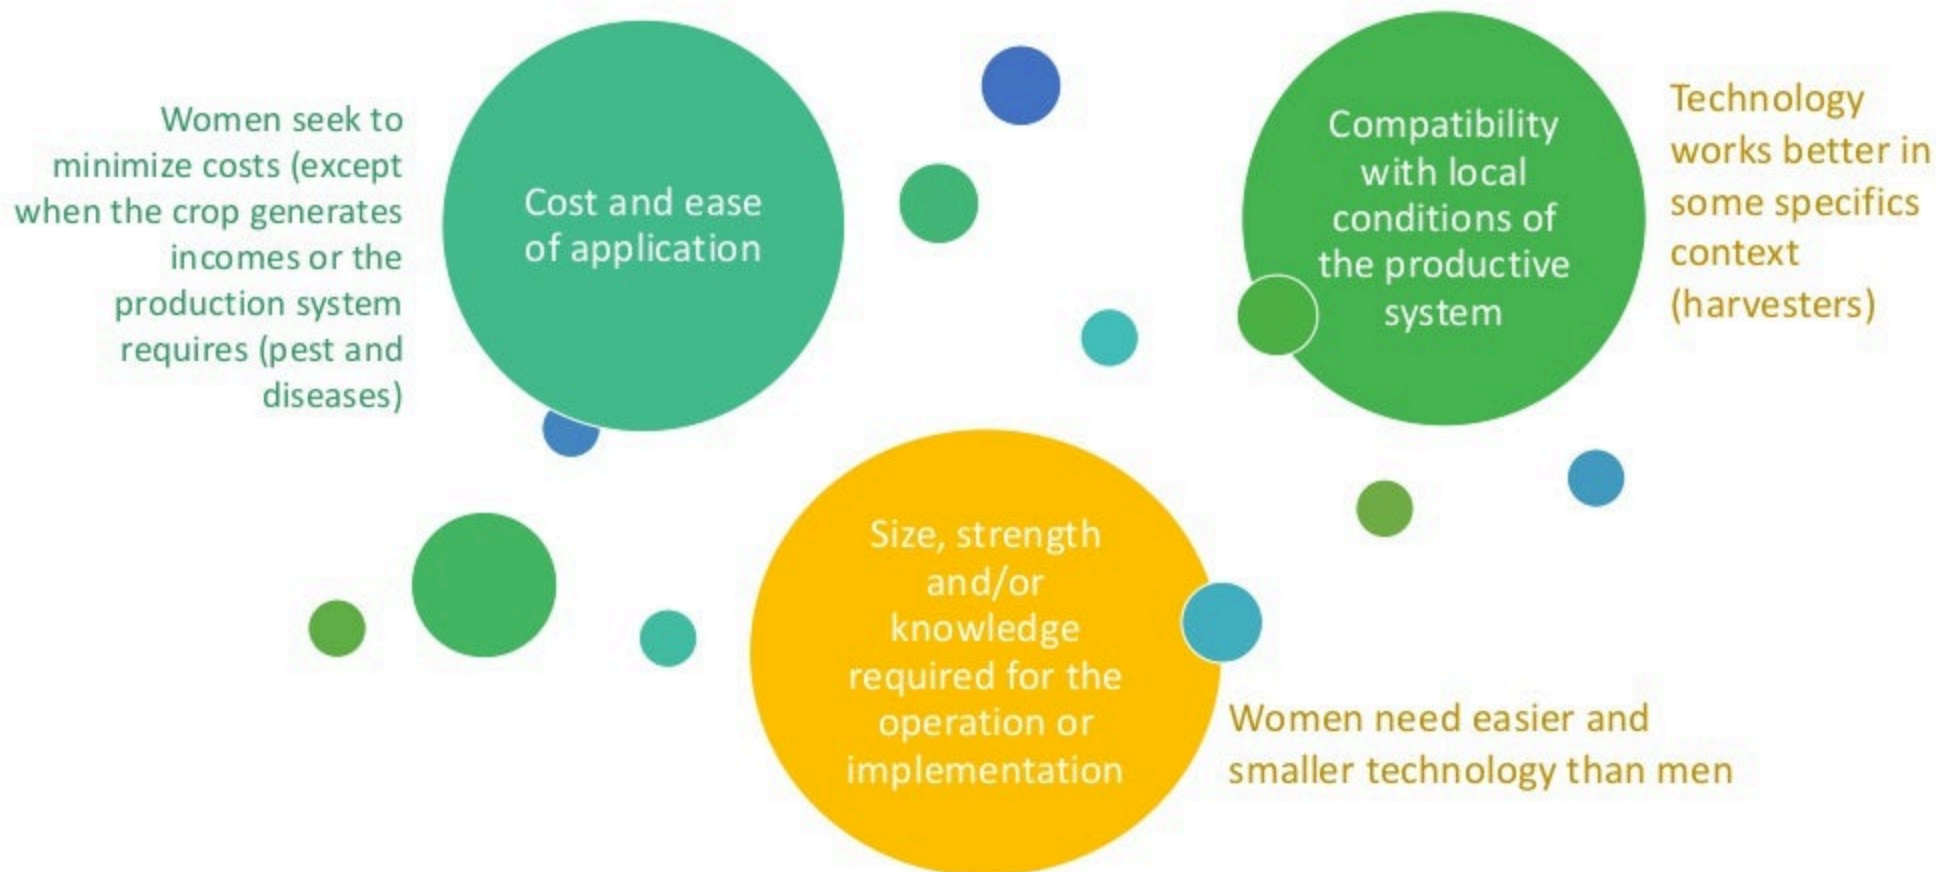 Women seek to
minimize costs (except
when the crop generates
incomes or the
production system
requires (pest and
diseases)
Cost and ease
of application
Compatibility
with local
conditions of
the productive
system
Technology
works better in
some specifics
context
(harvesters)
Size, strength
and/or
knowledge
required for the
operation or
implementation
Women need easier and
smaller technology than men